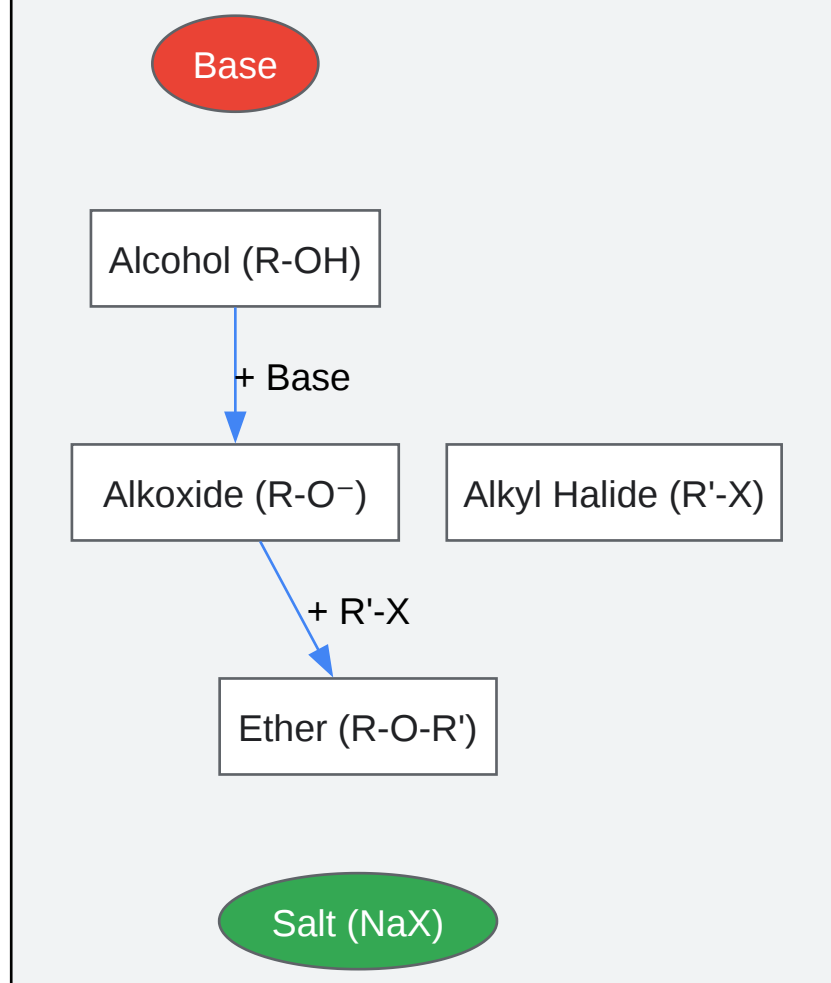 Base
Alcohol (R-OH)
+ Base
Alkoxide (R-O⁻)
Alkyl Halide (R'-X)
+ R'-X
Ether (R-O-R')
Salt (NaX)